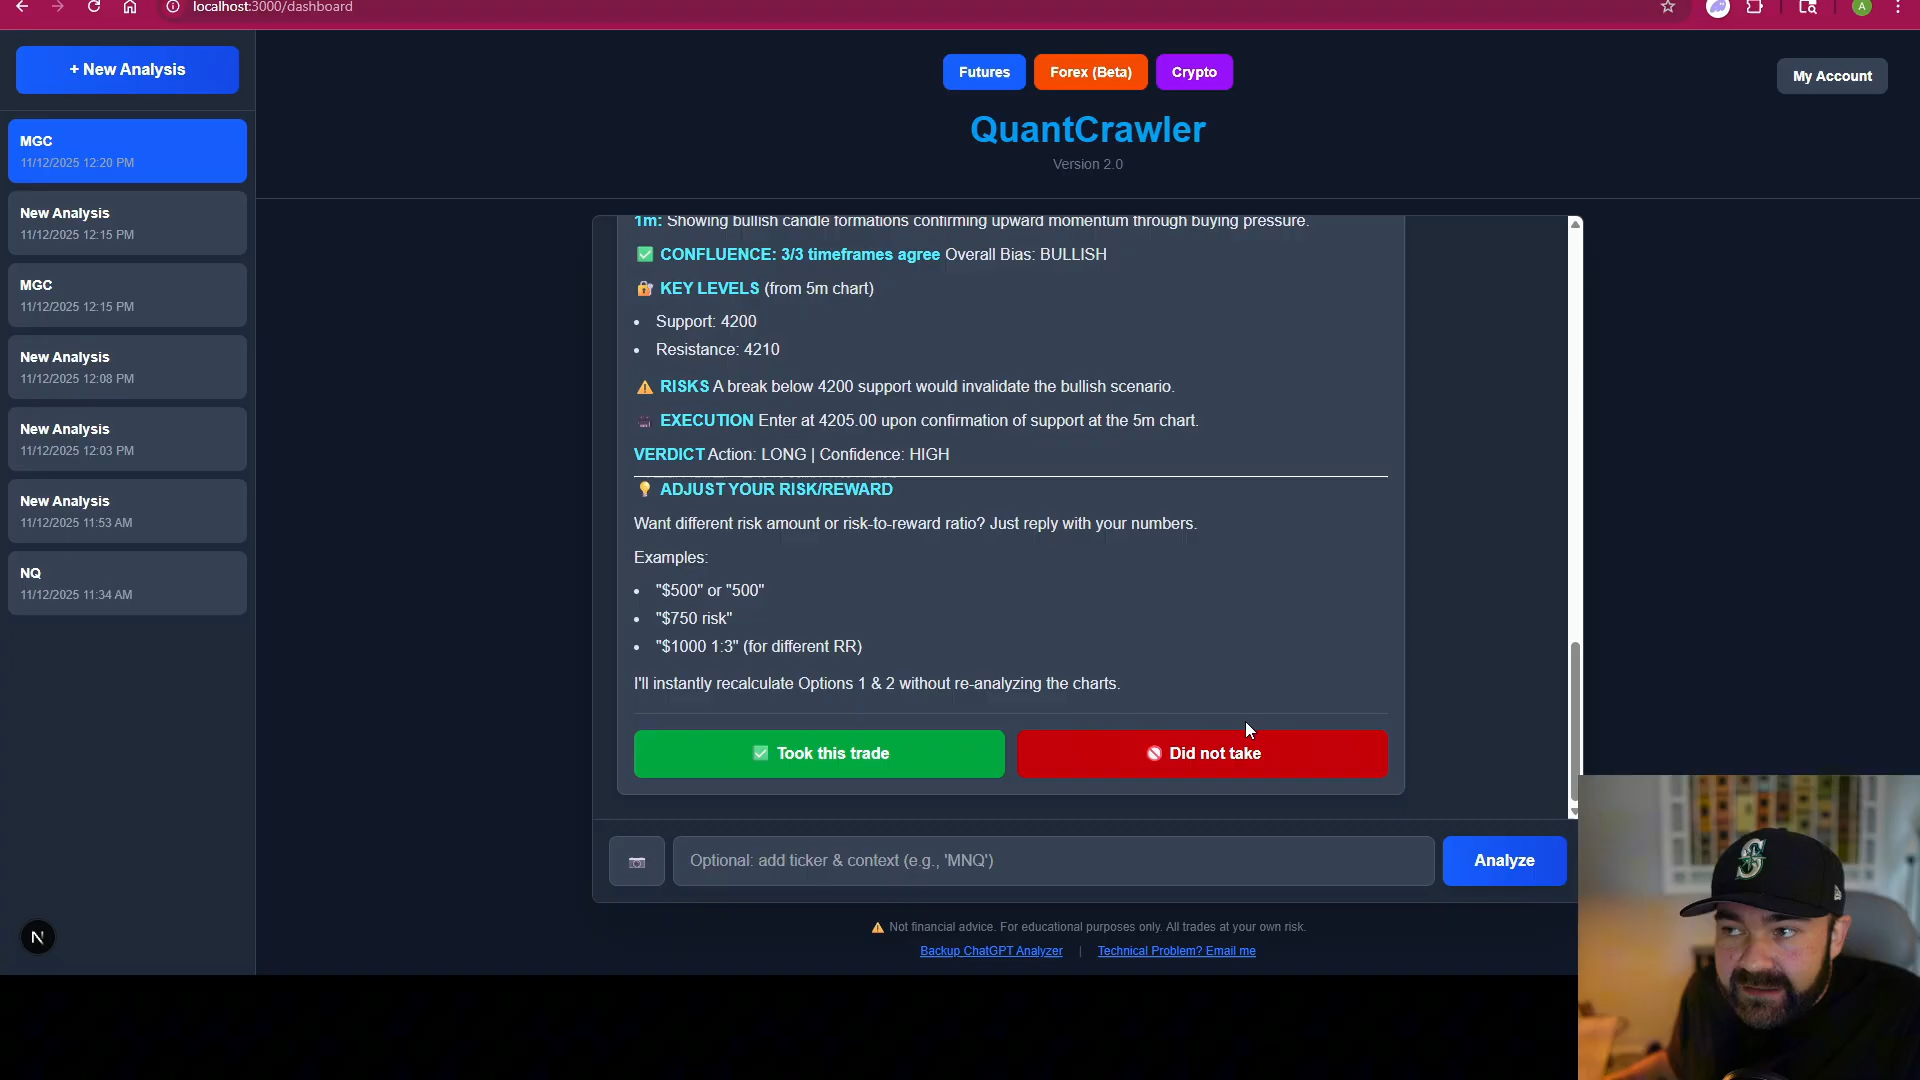 localhost:3000/dashboard
A
+ New Analysis
MGC
11/12/2025 12:20 PM
New Analysis
11/12/2025 12:15 PM
MGC
11/12/2025 12:15 PM
New Analysis
11/12/2025 12:08 PM
New Analysis
11/12/2025 12:03 PM
New Analysis
11/12/2025 11:53 AM
NQ
11/12/2025 11:34 AM
N
Futures
Forex (Beta)
Crypto
My Account
QuantCrawler
Version 2.0
1m: Showing bullish candle formations confirming upward momentum through buying pressure.
✅ CONFLUENCE: 3/3 timeframes agree Overall Bias: BULLISH
🔐 KEY LEVELS (from 5m chart)
• Support: 4200
• Resistance: 4210
⚠️ RISKS A break below 4200 support would invalidate the bullish scenario.
EXECUTION Enter at 4205.00 upon confirmation of support at the 5m chart.
VERDICT Action: LONG | Confidence: HIGH
💡 ADJUST YOUR RISK/REWARD
Want different risk amount or risk-to-reward ratio? Just reply with your numbers.
Examples:
• "$500" or "500"
• "$750 risk"
• "$1000 1:3" (for different RR)
I'll instantly recalculate Options 1 & 2 without re-analyzing the charts.
✅ Took this trade
🚫 Did not take
Optional: add ticker & context (e.g., 'MNQ')
Analyze
⚠️ Not financial advice. For educational purposes only. All trades at your own risk.
Backup ChatGPT Analyzer | Technical Problem? Email me
S